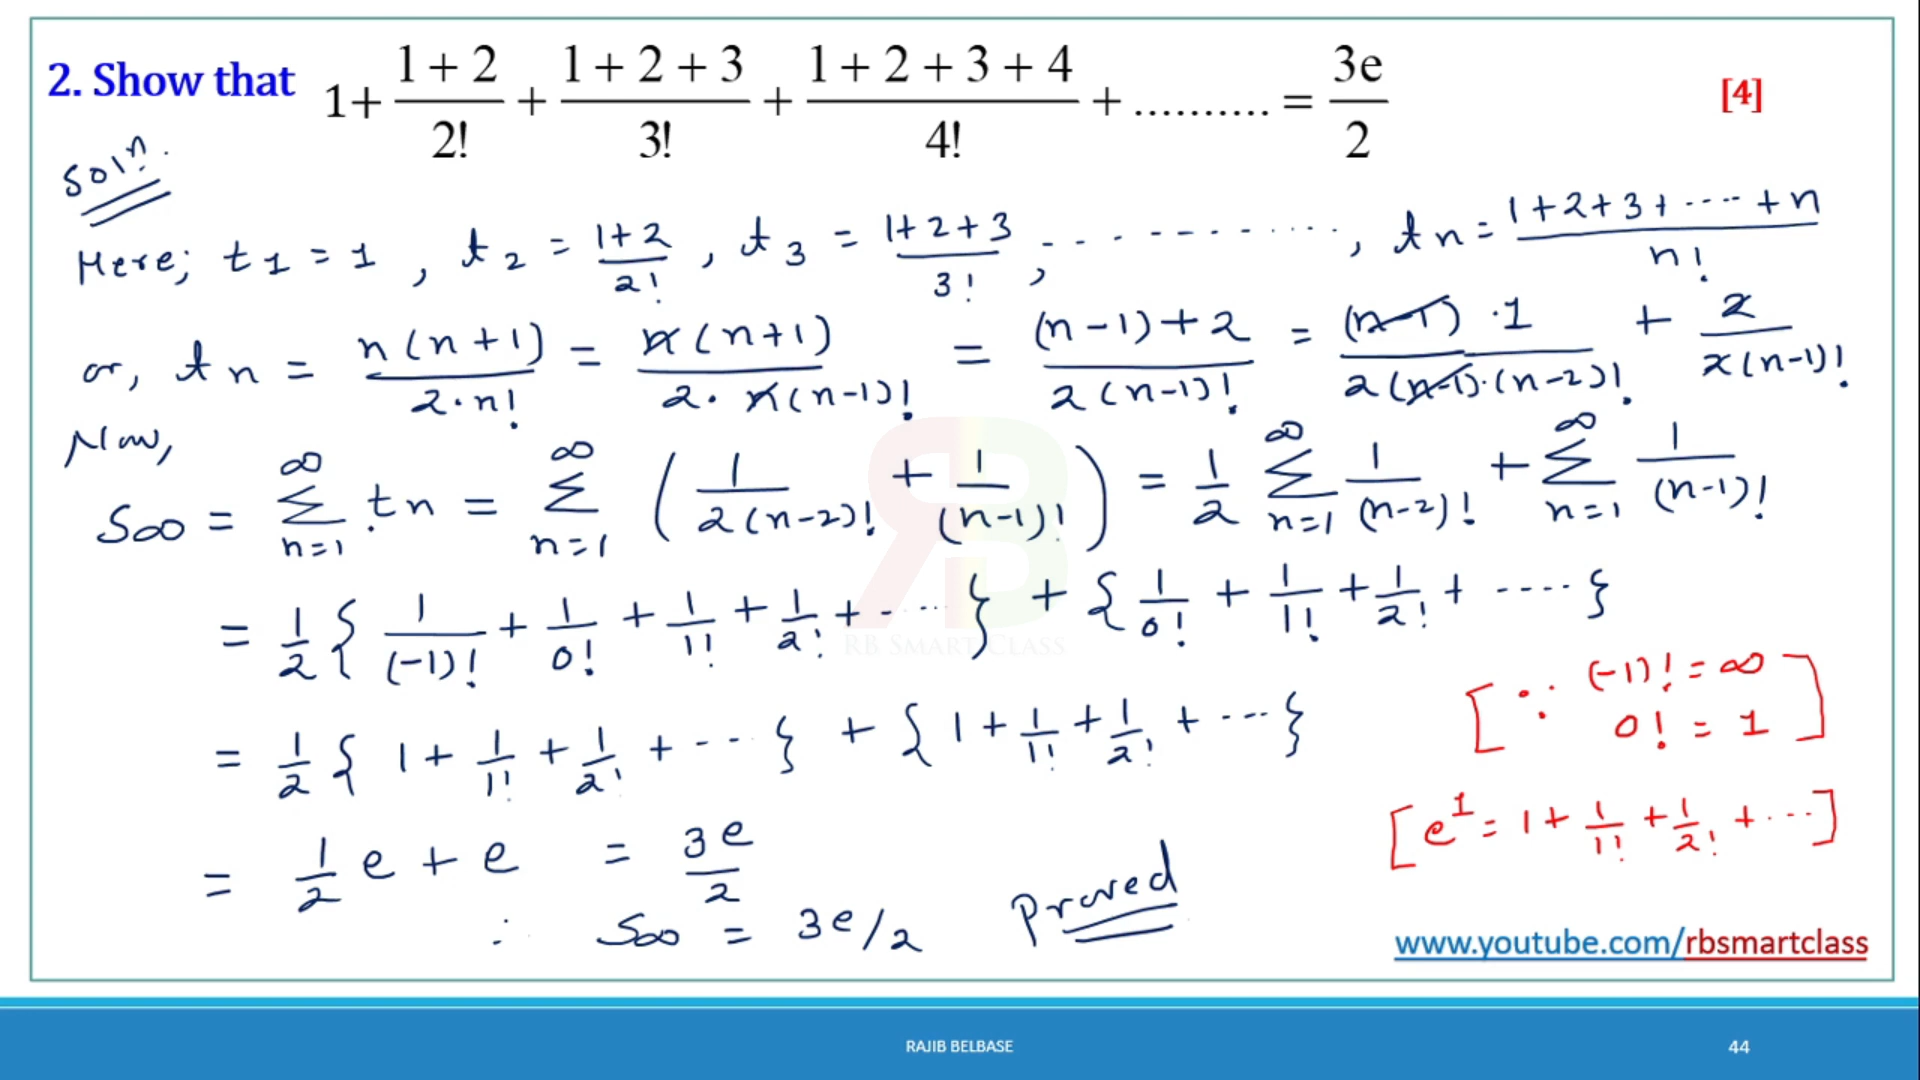 2. Show that 1+ (1+2)/2! + (1+2+3)/3! + (1+2+3+4)/4! + .......... = 3e/2 [4]
Soln.
Here; t1 = 1 , t2 = (1+2)/2! , t3 = (1+2+3)/3! , ............ , tn = (1+2+3+....+n)/n!
or, tn = n(n+1)/(2·n!) = n(n+1)/(2·n(n-1)!) = ((n-1)+2)/(2(n-1)!) = ((n-1)·1)/(2(n-1)·(n-2)!) + 2/(2(n-1)!)
Now,
S∞ = ∑_{n=1}^{∞} tn = ∑_{n=1}^{∞} (1/(2(n-2)!) + 1/(n-1)!) = 1/2 ∑_{n=1}^{∞} 1/(n-2)! + ∑_{n=1}^{∞} 1/(n-1)!
= 1/2 { 1/(-1)! + 1/0! + 1/1! + 1/2! + .... } + { 1/0! + 1/1! + 1/2! + .... }
[ ∵ (-1)! = ∞
0! = 1 ]
= 1/2 { 1 + 1/1! + 1/2! + ... } + { 1 + 1/1! + 1/2! + ... }
[ e^1 = 1 + 1/1! + 1/2! + ... ]
= 1/2 e + e = 3e/2
∴ S∞ = 3e/2 Proved
RB SMART CLASS
www.youtube.com/rbsmartclass
RAJIB BELBASE 44